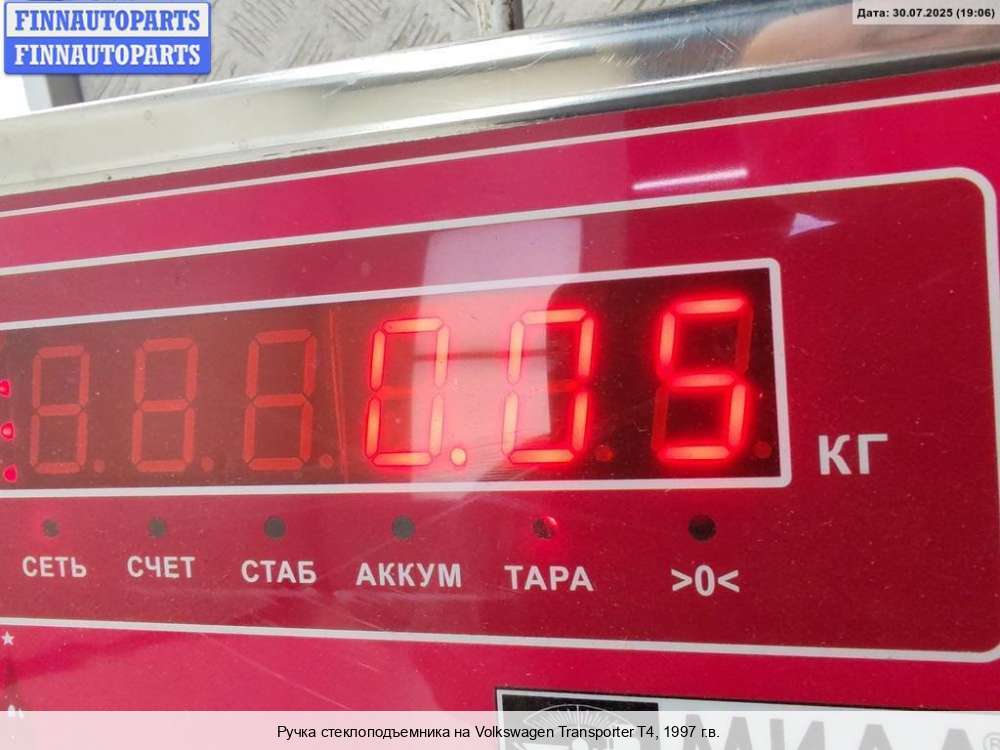 FINNAUTOPARTS
FINNAUTOPARTS
Дата: 30.07.2025 (19:06)
0.05
КГ
СЕТЬ СЧЕТ СТАБ АККУМ ТАРА >0<
Ручка стеклоподъемника на Volkswagen Transporter T4, 1997 г.в.